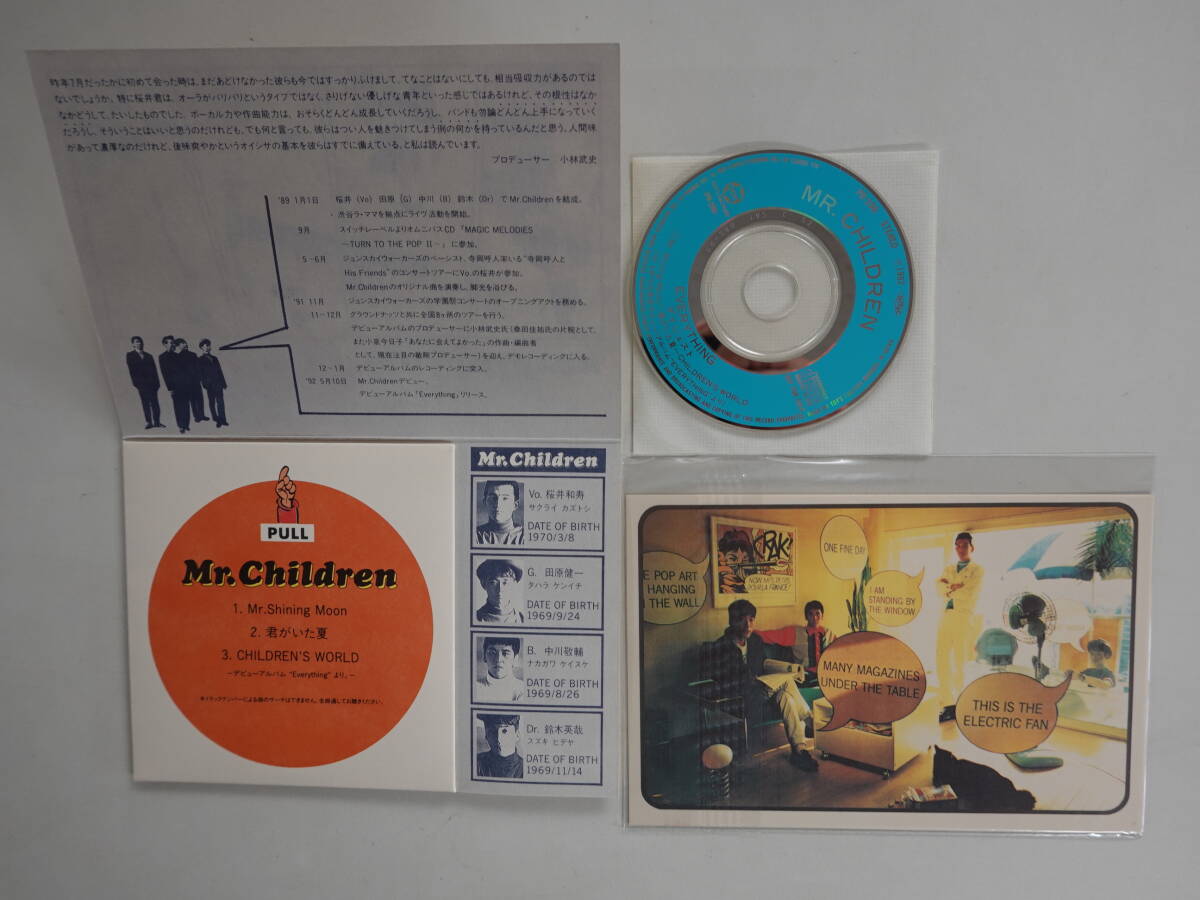 昨年7月だったかに初めて会った時は、まだあどけなかった彼らも今ではすっかりふけまして、てなことはないにしても、相当吸収力があるのでは
ないでしょうか。特に桜井君は、オーラがバリバリというタイプではなく、さりげない優しげな青年といった感じではあるけれど、その根性はなか
なかどうして、たいしたものでした。ボーカル力や作曲能力は、おそらくどんどん成長していくだろうし、バンドも勿論どんどん上手になっていく
だろうし、そういうことはいいと思うのだけれども、でも何と言っても、彼らはつい人を魅きつけてしまう例の何かを持っているんだと思う。人間味
があって濃厚なのだけれど、後味爽やかというオイシサの基本を彼らはすでに備えている、と私は読んでいます。
プロデューサー 小林武史
'89 1月1日 桜井(Vo) 田原(G) 中川(B) 鈴木(Dr) でMr.Childrenを結成。
渋谷ラ・ママを拠点にライヴ活動を開始。
9月 スイッチレーベルよりオムニバスCD「MAGIC MELODIES
〜TURN TO THE POP II〜」に参加。
5〜6月 ジュンスカイウォーカーズのベーシスト、寺岡呼人率いる“寺岡呼人と
His Friends”のコンサートツアーにVo.の桜井が参加。
Mr.Childrenのオリジナル曲を演奏し、脚光を浴びる。
'91 11月 ジュンスカイウォーカーズの学園祭コンサートのオープニングアクトを務める。
11〜12月 グラウンドナッツと共に全国8ヶ所のツアーを行う。
デビューアルバムのプロデューサーに小林武史氏(桑田佳祐氏の片腕として、
また小泉今日子「あなたに会えてよかった」の作曲・編曲者
として、現在注目の敏腕プロデューサー)を迎え、デモレコーディングに入る。
12〜1月 デビューアルバムのレコーディングに突入。
'92 5月10日 Mr.Childrenデビュー。
デビューアルバム「Everything」リリース。
PULL
Mr.Children
1. Mr.Shining Moon
2. 君がいた夏
3. CHILDREN'S WORLD
〜デビューアルバム “Everything” より。〜
Mr.Children
Vo. 桜井和寿
サクライ カズトシ
DATE OF BIRTH
1970/3/8
G. 田原健一
タハラ ケンイチ
DATE OF BIRTH
1969/9/24
B. 中川敬輔
ナカガワ ケイスケ
DATE OF BIRTH
1969/8/26
Dr. 鈴木英哉
スズキ ヒデヤ
DATE OF BIRTH
1969/11/14
MR. CHILDREN
STEREO
EVERYTHING
CHILDREN'S WORLD
E POP ART
HANGING
N THE WALL
KRAK!
ONE FINE DAY
I AM
STANDING BY
THE WINDOW
MANY MAGAZINES
UNDER THE TABLE
THIS IS THE
ELECTRIC FAN